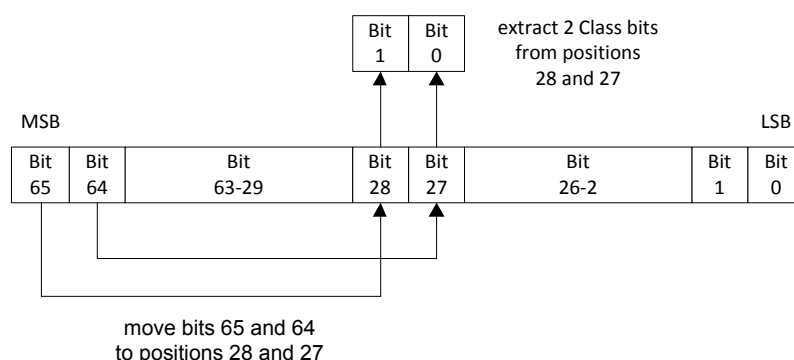 Bit Bit
1 0
extract 2 Class bits
from positions
28 and 27
MSB LSB
Bit Bit Bit Bit Bit Bit Bit Bit
65 64 63-29 28 27 26-2 1 0
move bits 65 and 64
to positions 28 and 27